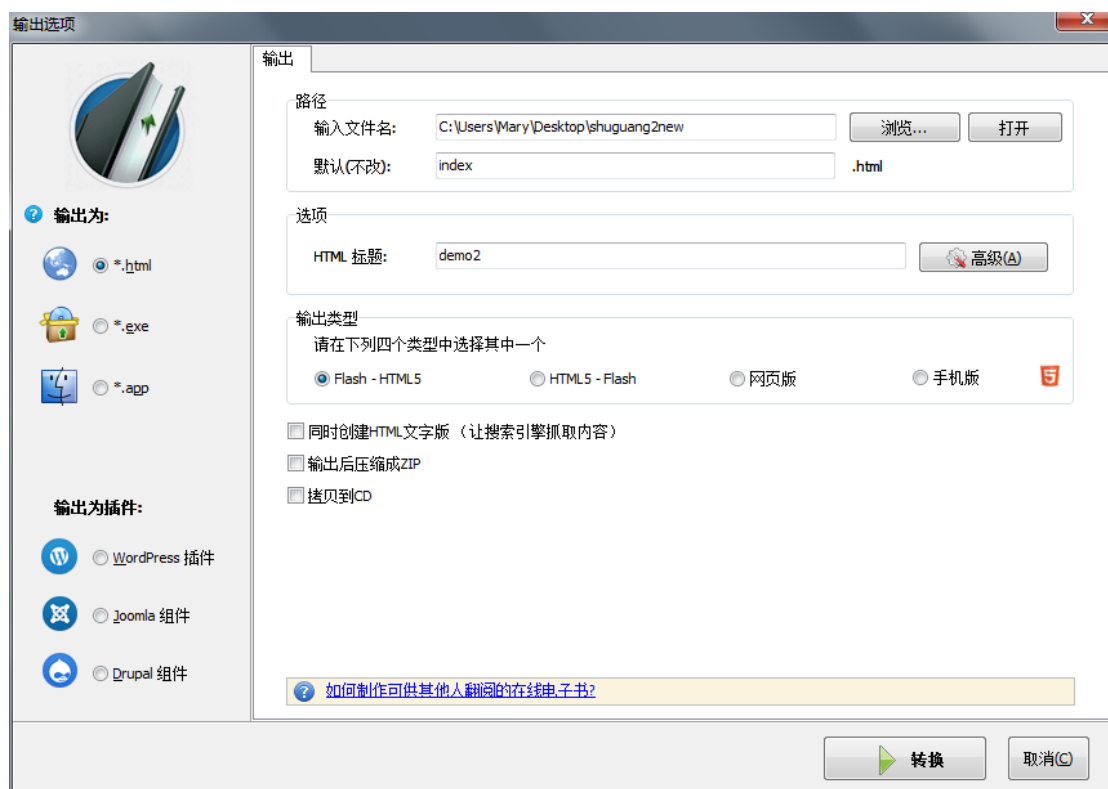 输出选项
输出
路径
输入文件名: C:\Users\Mary\Desktop\shuguang2new 浏览... 打开
默认(不改): index .html
选项
HTML 标题: demo2 高级(A)
输出类型
请在下列四个类型中选择其中一个
Flash - HTML5 HTML5 - Flash 网页版 手机版 5
同时创建HTML文字版 （让搜索引擎抓取内容）
输出后压缩成ZIP
拷贝到CD
? 如何制作可供其他人翻阅的在线电子书?
? 输出为:
*.html
*.exe
*.app
输出为插件:
WordPress 插件
Joomla 组件
Drupal 组件
转换 取消(C)